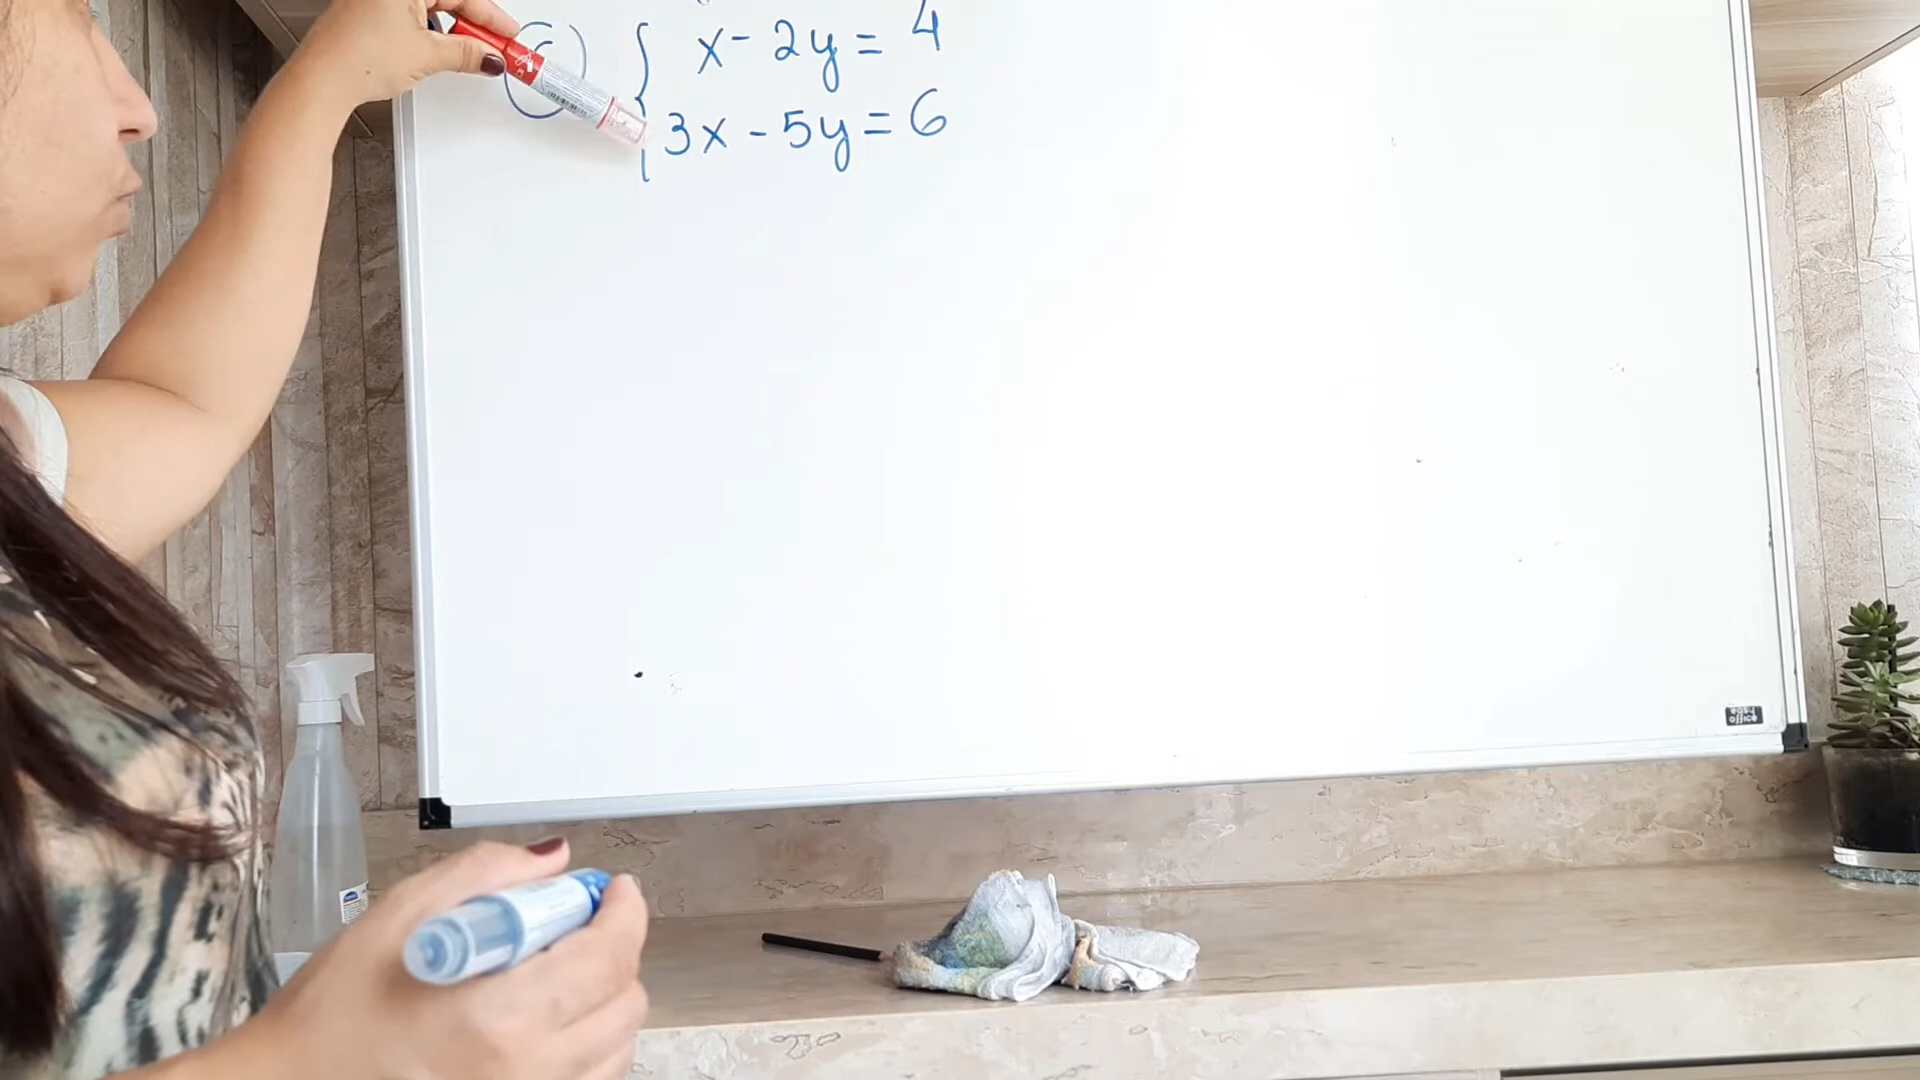 x - 2y = 4
3x - 5y = 6